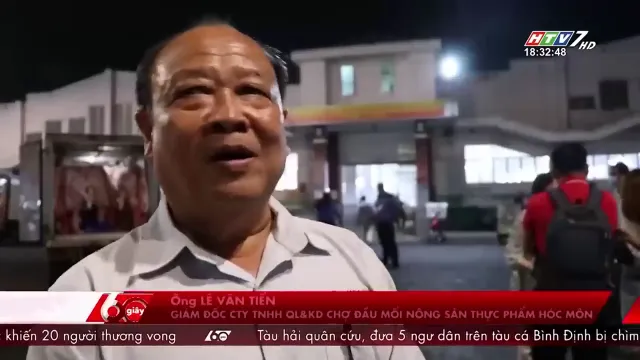 HTV7 HD
18:32:48
60 giây
Ông LÊ VĂN TIỂN
GIÁM ĐỐC CTY TNHH QL&KD CHỢ ĐẦU MỐI NÔNG SẢN THỰC PHẨM HÓC MÔN
c khiến 20 người thương vong 60 Tàu hải quân cứu, đưa 5 ngư dân trên tàu cá Bình Định bị chìm